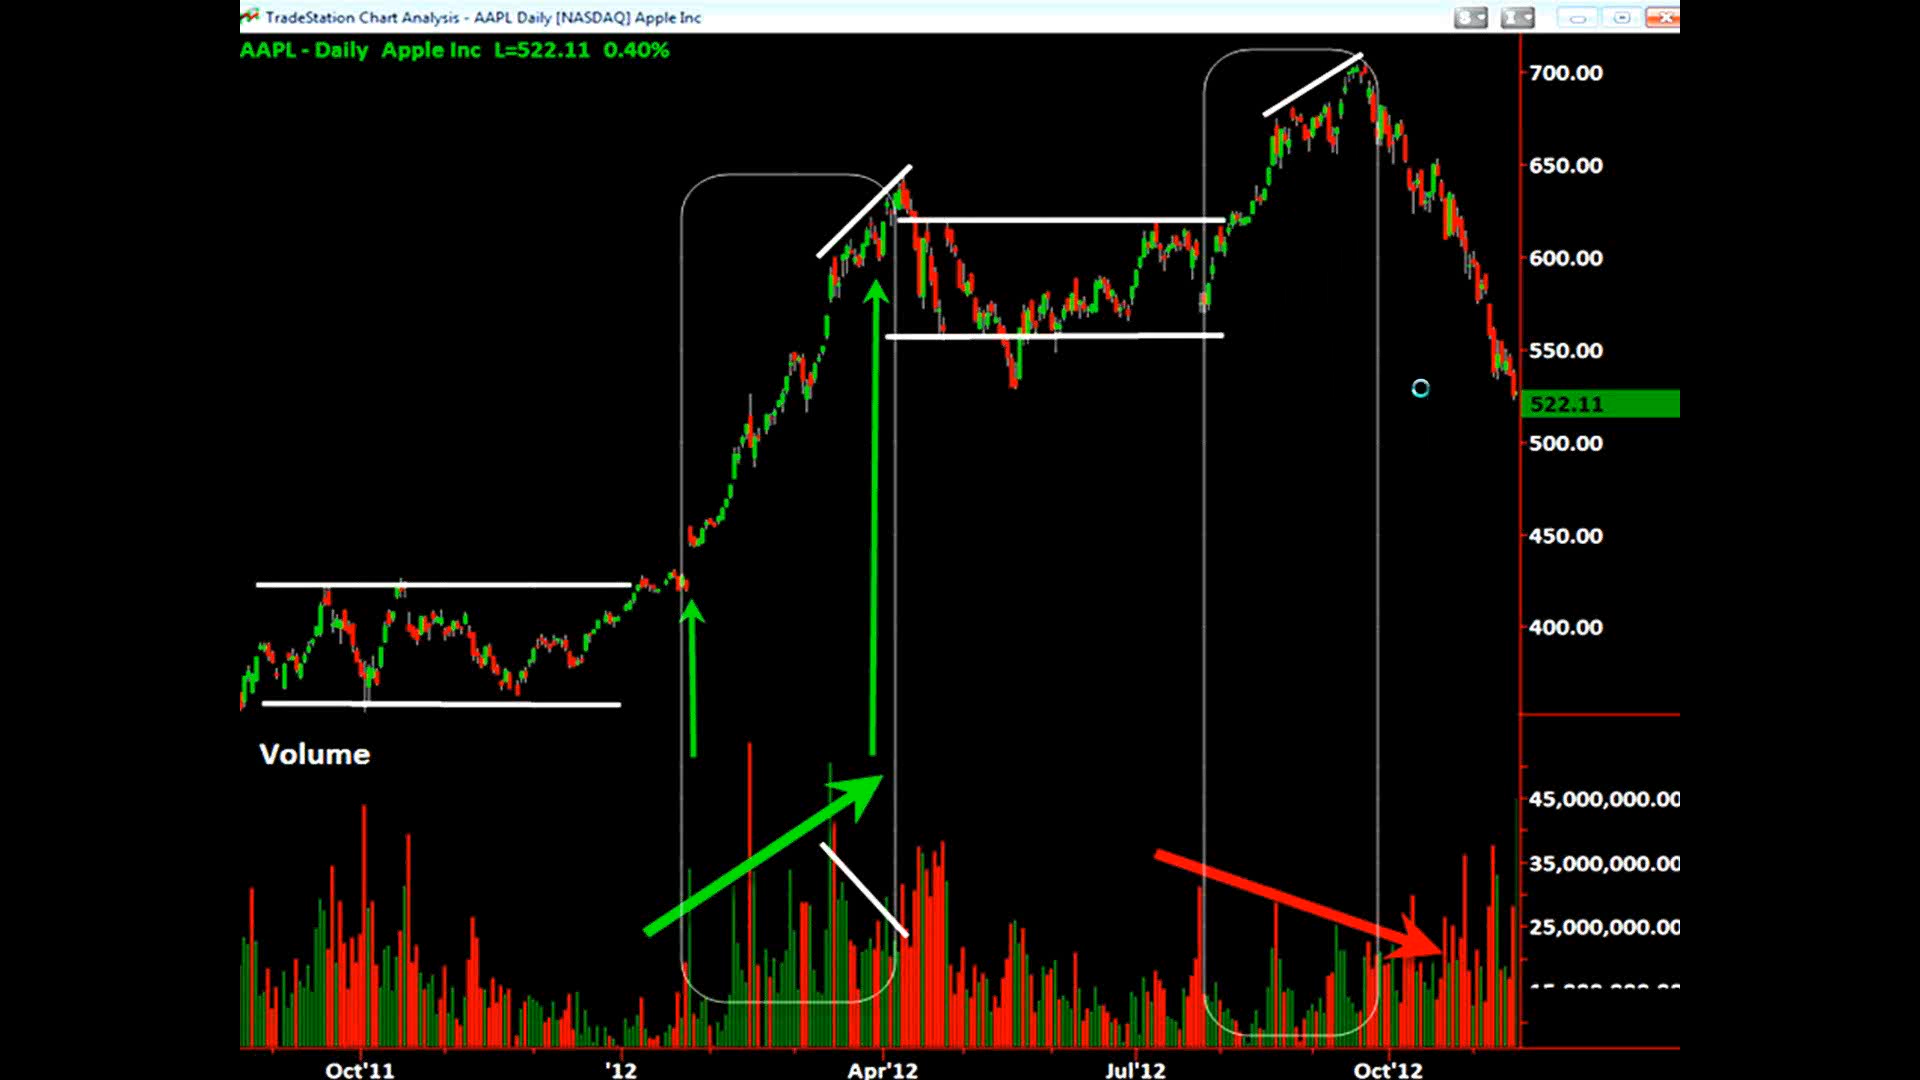 TradeStation Chart Analysis - AAPL Daily [NASDAQ] Apple Inc
AAPL - Daily Apple Inc L=522.11 0.40%
700.00
650.00
600.00
550.00
522.11
500.00
450.00
400.00
Volume
45,000,000.00
35,000,000.00
25,000,000.00
Oct'11
'12
Apr'12
Jul'12
Oct'12